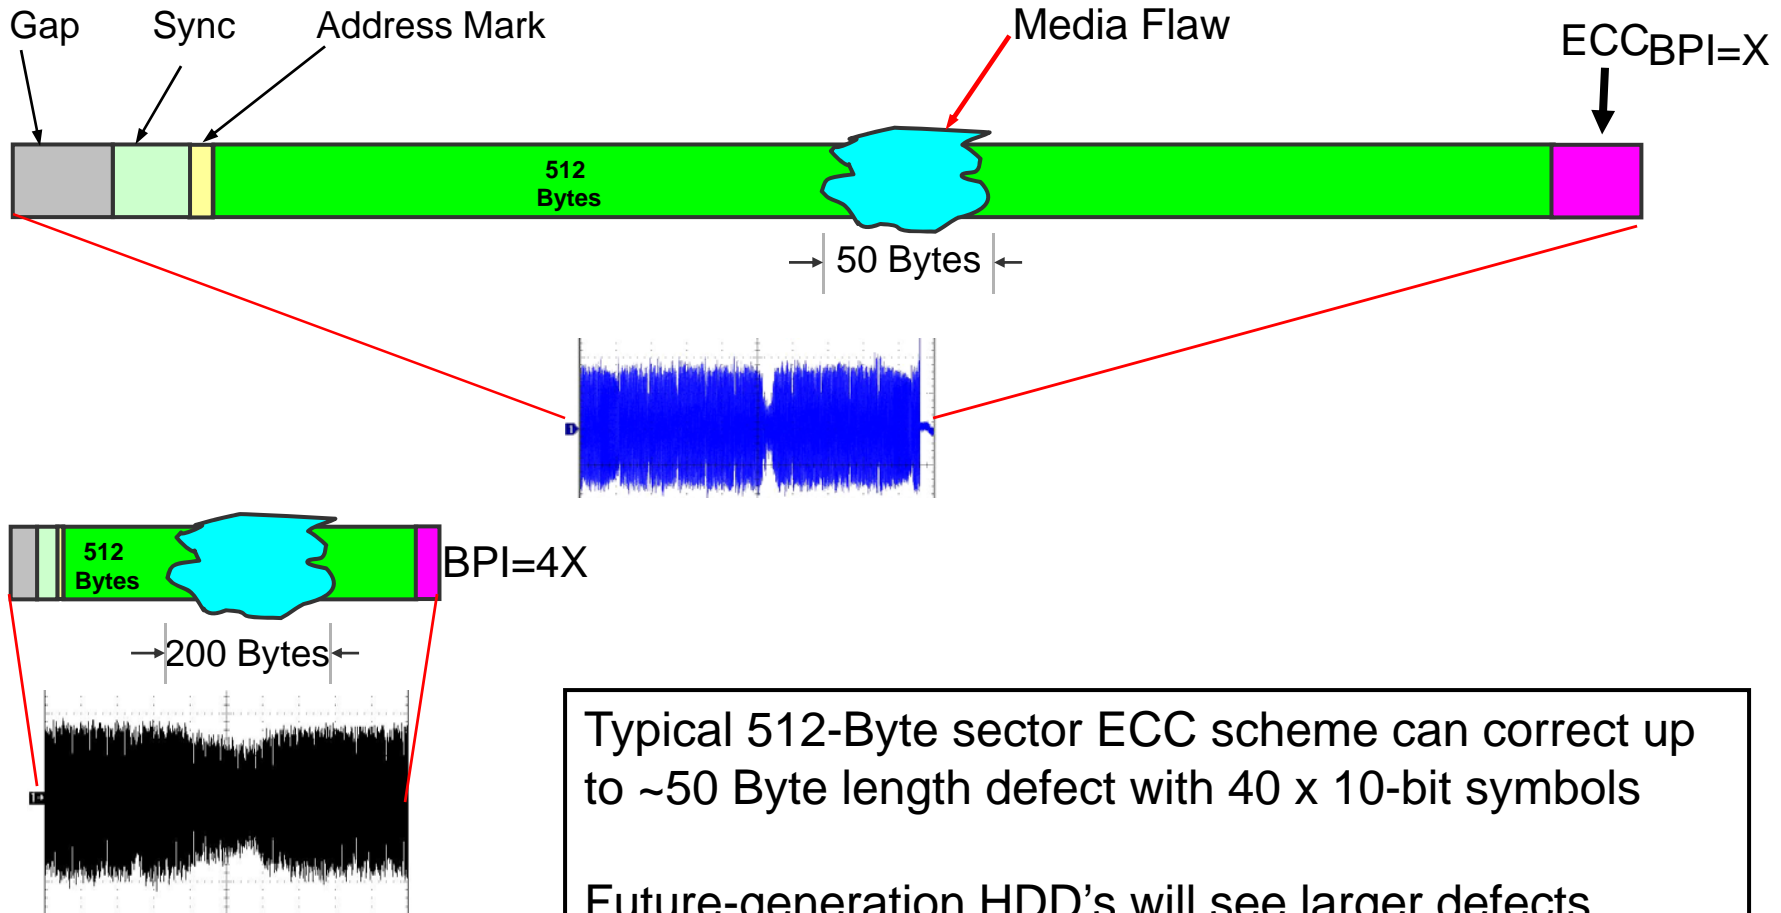 Gap Sync Address Mark Media Flaw
ECC BPI=X
512
Bytes
50 Bytes
1
512
Bytes
BPI=4X
200 Bytes
1
Typical 512-Byte sector ECC scheme can correct up
to ~50 Byte length defect with 40 x 10-bit symbols
Future-generation HDD's will see larger defects